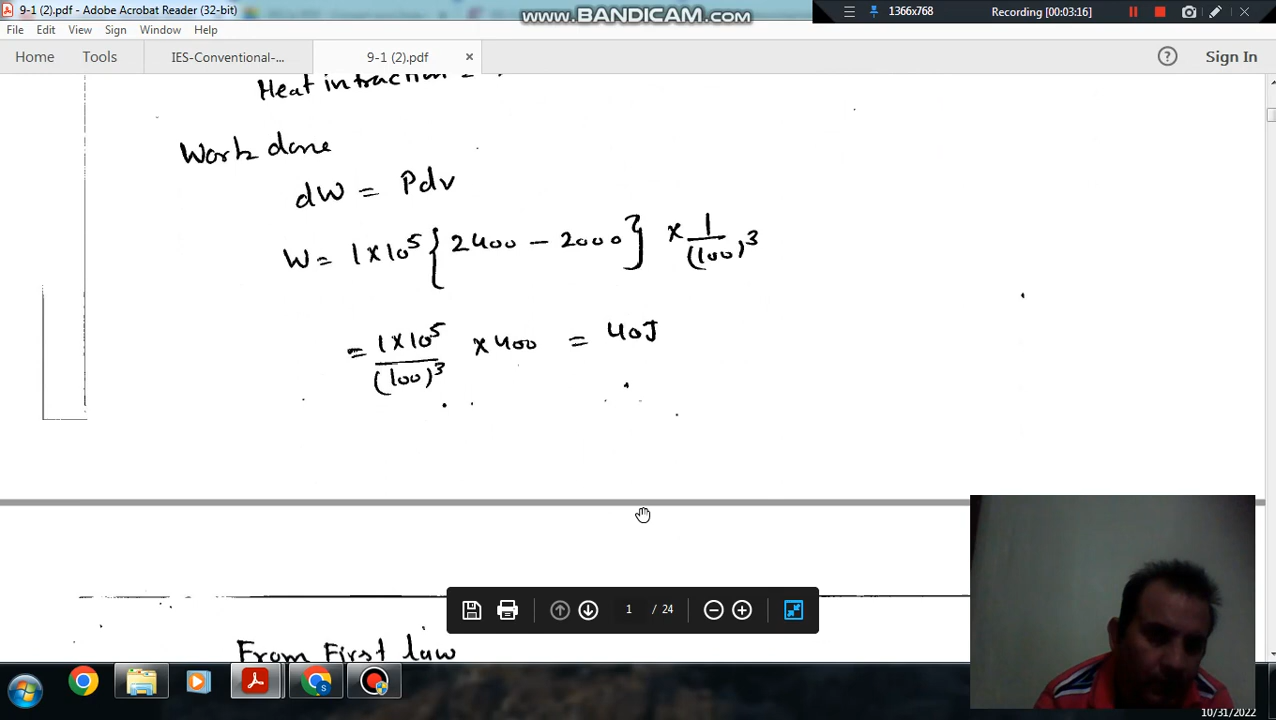 9-1 (2).pdf - Adobe Acrobat Reader (32-bit)
www.BANDICAM.com
1366x768
Recording [00:03:16]
File Edit View Sign Window Help
Home Tools IES-Conventional-... 9-1 (2).pdf × Sign In
Heat intraction =
Work done
dW = Pdv
W = 1×10⁵ {2400 - 2000} × 1/(100)³
= 1×10⁵/(100)³ × 400 = 40J
1 / 24
From First law
10/31/2022